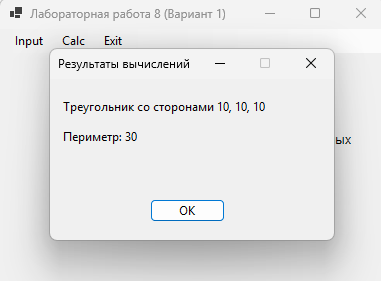 Лабораторная работа 8 (Вариант 1)
Input Calc Exit
Результаты вычислений
Треугольник со сторонами 10, 10, 10
ых
Периметр: 30
OK